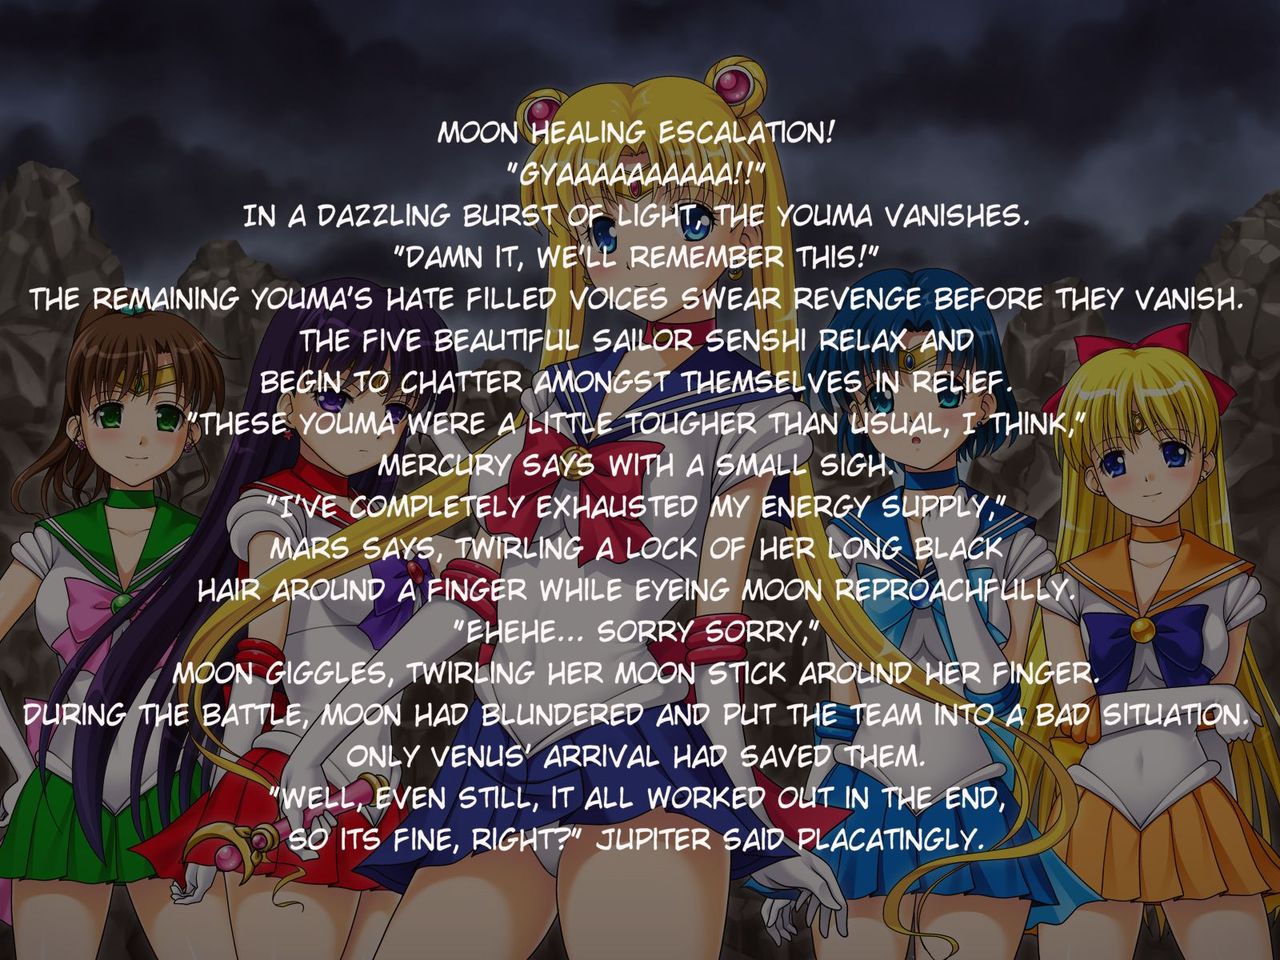 MOON HEALING ESCALATION!
"GYAAAAAAAAAA!!"
IN A DAZZLING BURST OF LIGHT, THE YOUMA VANISHES.
"DAMN IT, WE'LL REMEMBER THIS!"
THE REMAINING YOUMA'S HATE FILLED VOICES SWEAR REVENGE BEFORE THEY VANISH.
THE FIVE BEAUTIFUL SAILOR SENSHI RELAX AND
BEGIN TO CHATTER AMONGST THEMSELVES IN RELIEF.
"THESE YOUMA WERE A LITTLE TOUGHER THAN USUAL, I THINK,"
MERCURY SAYS WITH A SMALL SIGH.
"I'VE COMPLETELY EXHAUSTED MY ENERGY SUPPLY,"
MARS SAYS, TWIRLING A LOCK OF HER LONG BLACK
HAIR AROUND A FINGER WHILE EYEING MOON REPROACHFULLY.
"EHEHE... SORRY SORRY,"
MOON GIGGLES, TWIRLING HER MOON STICK AROUND HER FINGER.
DURING THE BATTLE, MOON HAD BLUNDERED AND PUT THE TEAM INTO A BAD SITUATION.
ONLY VENUS' ARRIVAL HAD SAVED THEM.
"WELL, EVEN STILL, IT ALL WORKED OUT IN THE END,
SO ITS FINE, RIGHT?" JUPITER SAID PLACATINGLY.